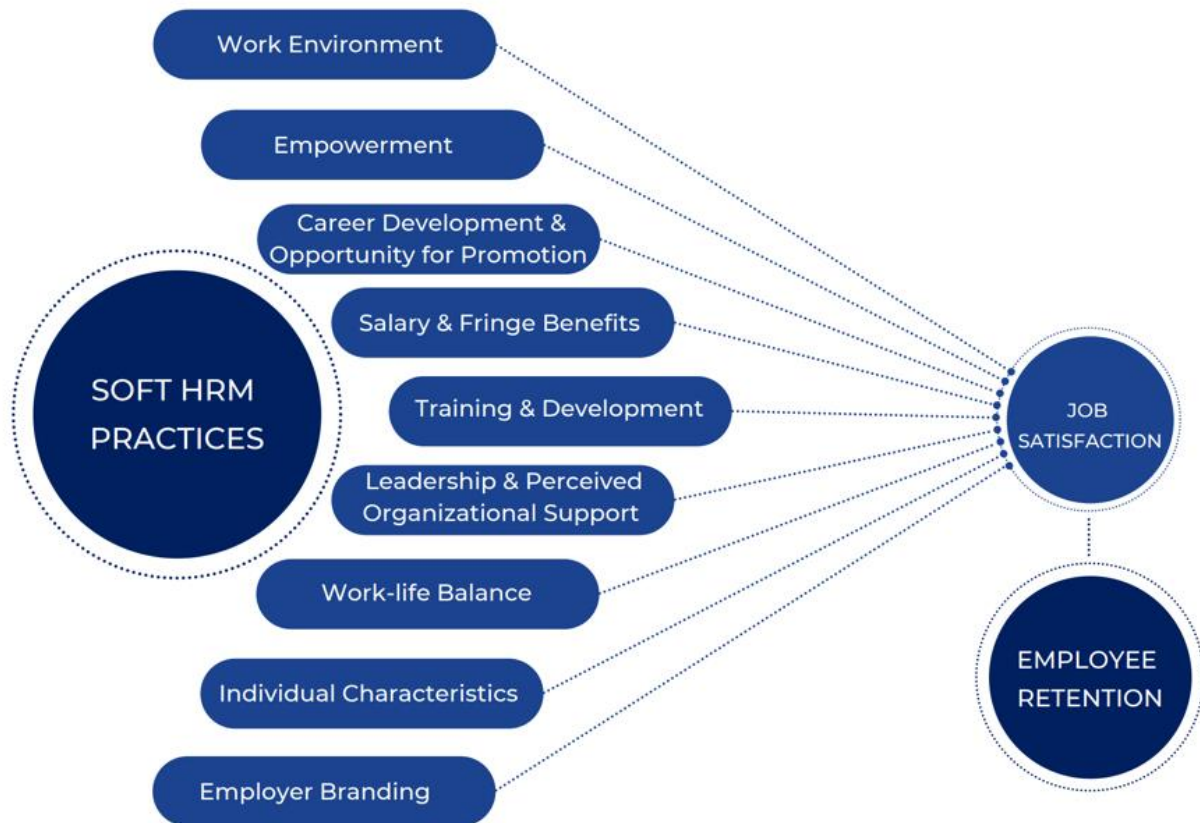 Work Environment
Empowerment
Career Development &
Opportunity for Promotion
Salary & Fringe Benefits
SOFT HRM
PRACTICES
Training & Development
Leadership & Perceived
Organizational Support
Work-life Balance
Individual Characteristics
Employer Branding
JOB
SATISFACTION
EMPLOYEE
RETENTION